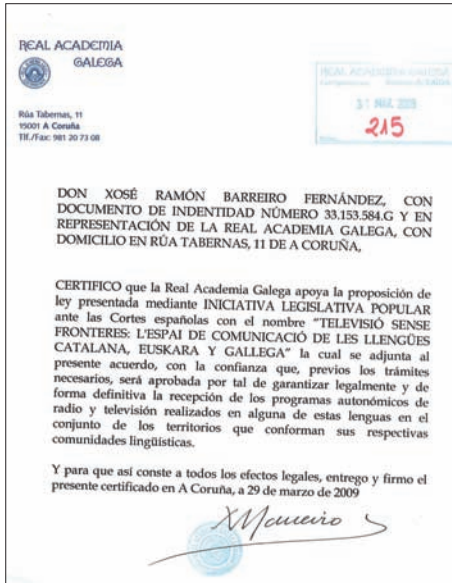 REAL ACADEMIA
GALEGA
Rúa Tabernas, 11
15001 A Coruña
Tlf./Fax: 981 20 73 08
REAL ACADEMIA GALEGA
31 MAR. 2009
215
DON XOSÉ RAMÓN BARREIRO FERNÁNDEZ, CON
DOCUMENTO DE INDENTIDAD NÚMERO 33.153.584.G Y EN
REPRESENTACIÓN DE LA REAL ACADEMIA GALEGA, CON
DOMICILIO EN RÚA TABERNAS, 11 DE A CORUÑA,
CERTIFICO que la Real Academia Galega apoya la proposición de
ley presentada mediante INICIATIVA LEGISLATIVA POPULAR
ante las Cortes españolas con el nombre “TELEVISIÓ SENSE
FRONTERES: L'ESPAI DE COMUNICACIÓ DE LES LLENGÜES
CATALANA, EUSKARA Y GALLEGA” la cual se adjunta al
presente acuerdo, con la confianza que, previos los trámites
necesarios, será aprobada por tal de garantizar legalmente y de
forma definitiva la recepción de los programas autonómicos de
radio y televisión realizados en alguna de estas lenguas en el
conjunto de los territorios que conforman sus respectivas
comunidades lingüísticas.
Y para que así conste a todos los efectos legales, entrego y firmo el
presente certificado en A Coruña, a 29 de marzo de 2009